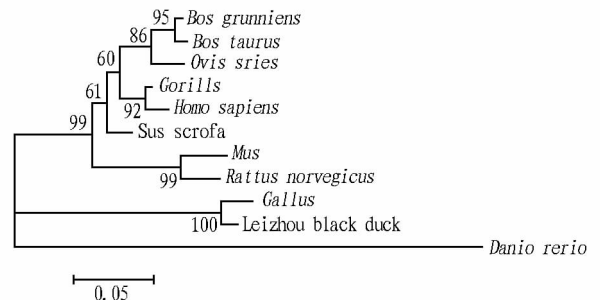 95 Bos grunniens
86 Bos taurus
Ovis sries
60
Gorills
61
92 Homo sapiens
99 Sus scrofa
Mus
99 Rattus norvegicus
Gallus
100 Leizhou black duck
Danio rerio
0.05